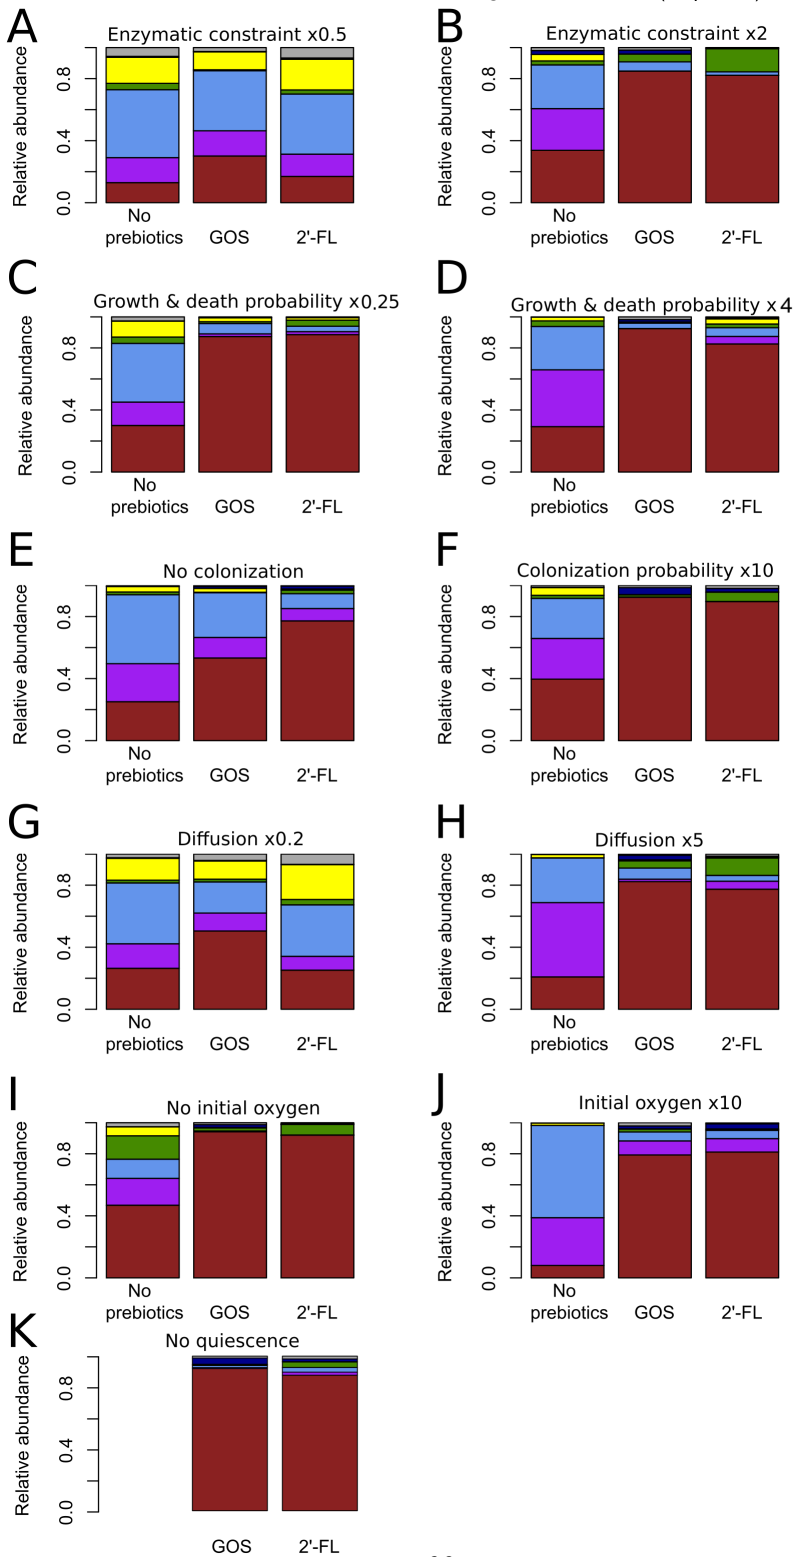 A
Enzymatic constraint x0.5
Relative abundance
0.0 0.4 0.8
No prebiotics
GOS
2'-FL
B
Enzymatic constraint x2
Relative abundance
0.0 0.4 0.8
No prebiotics
GOS
2'-FL
C
Growth & death probability x0.25
Relative abundance
0.0 0.4 0.8
No prebiotics
GOS
2'-FL
D
Growth & death probability x4
Relative abundance
0.0 0.4 0.8
No prebiotics
GOS
2'-FL
E
No colonization
Relative abundance
0.0 0.4 0.8
No prebiotics
GOS
2'-FL
F
Colonization probability x10
Relative abundance
0.0 0.4 0.8
No prebiotics
GOS
2'-FL
G
Diffusion x0.2
Relative abundance
0.0 0.4 0.8
No prebiotics
GOS
2'-FL
H
Diffusion x5
Relative abundance
0.0 0.4 0.8
No prebiotics
GOS
2'-FL
I
No initial oxygen
Relative abundance
0.0 0.4 0.8
No prebiotics
GOS
2'-FL
J
Initial oxygen x10
Relative abundance
0.0 0.4 0.8
No prebiotics
GOS
2'-FL
K
No quiescence
Relative abundance
0.0 0.4 0.8
GOS
2'-FL